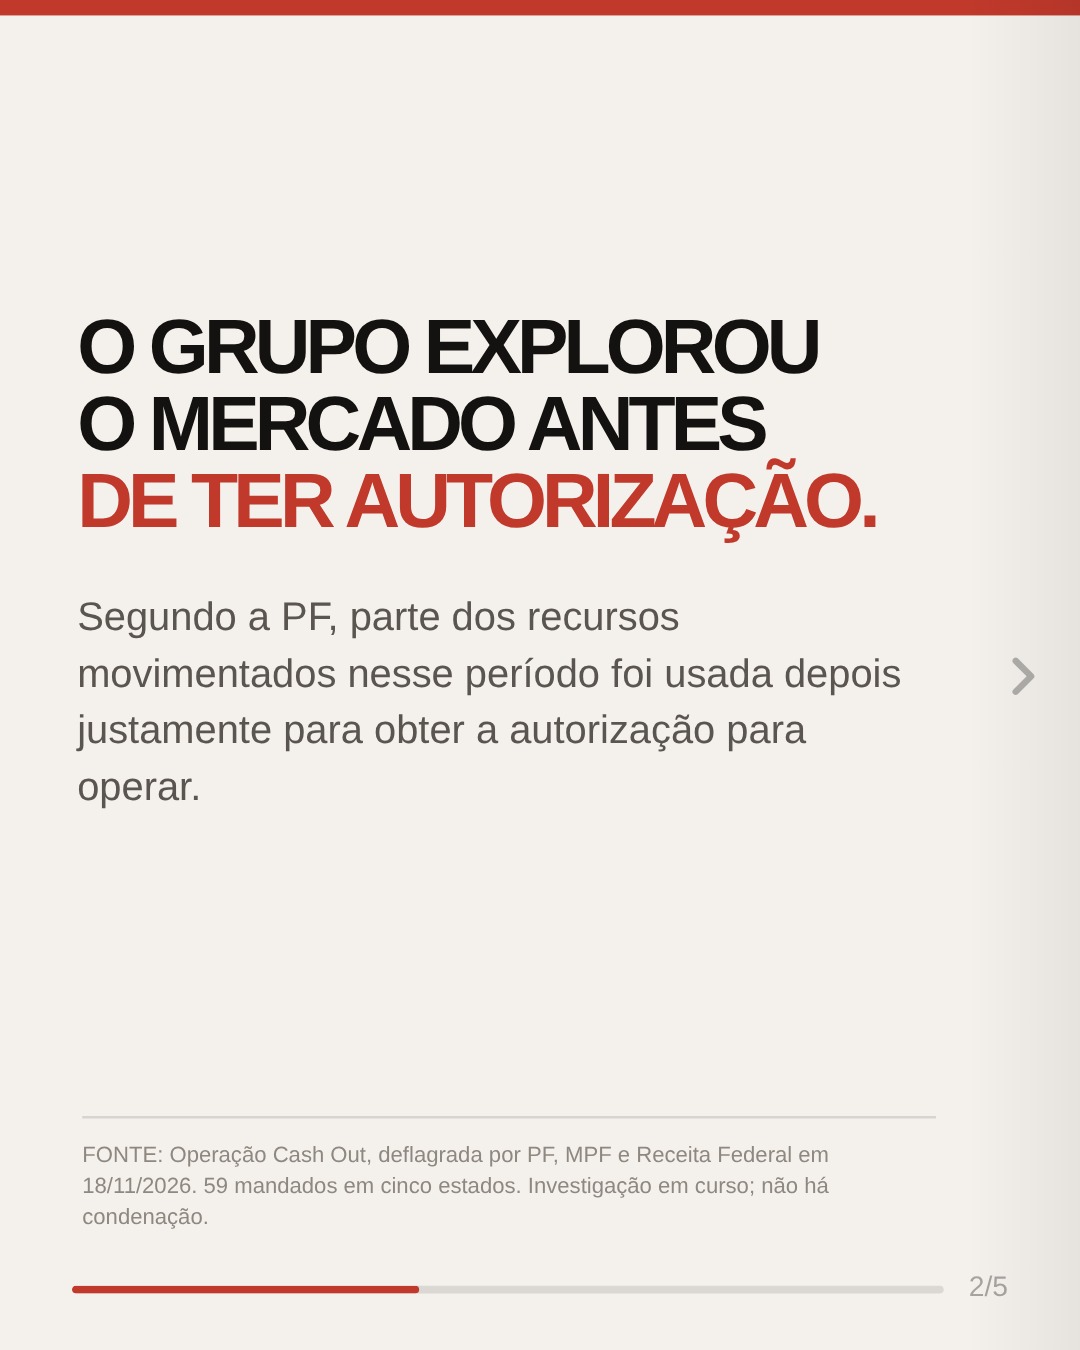 O GRUPO EXPLOROU
O MERCADO ANTES
DE TER AUTORIZAÇÃO.
Segundo a PF, parte dos recursos
movimentados nesse período foi usada depois
justamente para obter a autorização para
operar.
FONTE: Operação Cash Out, deflagrada por PF, MPF e Receita Federal em
18/11/2026. 59 mandados em cinco estados. Investigação em curso; não há
condenação.
2/5